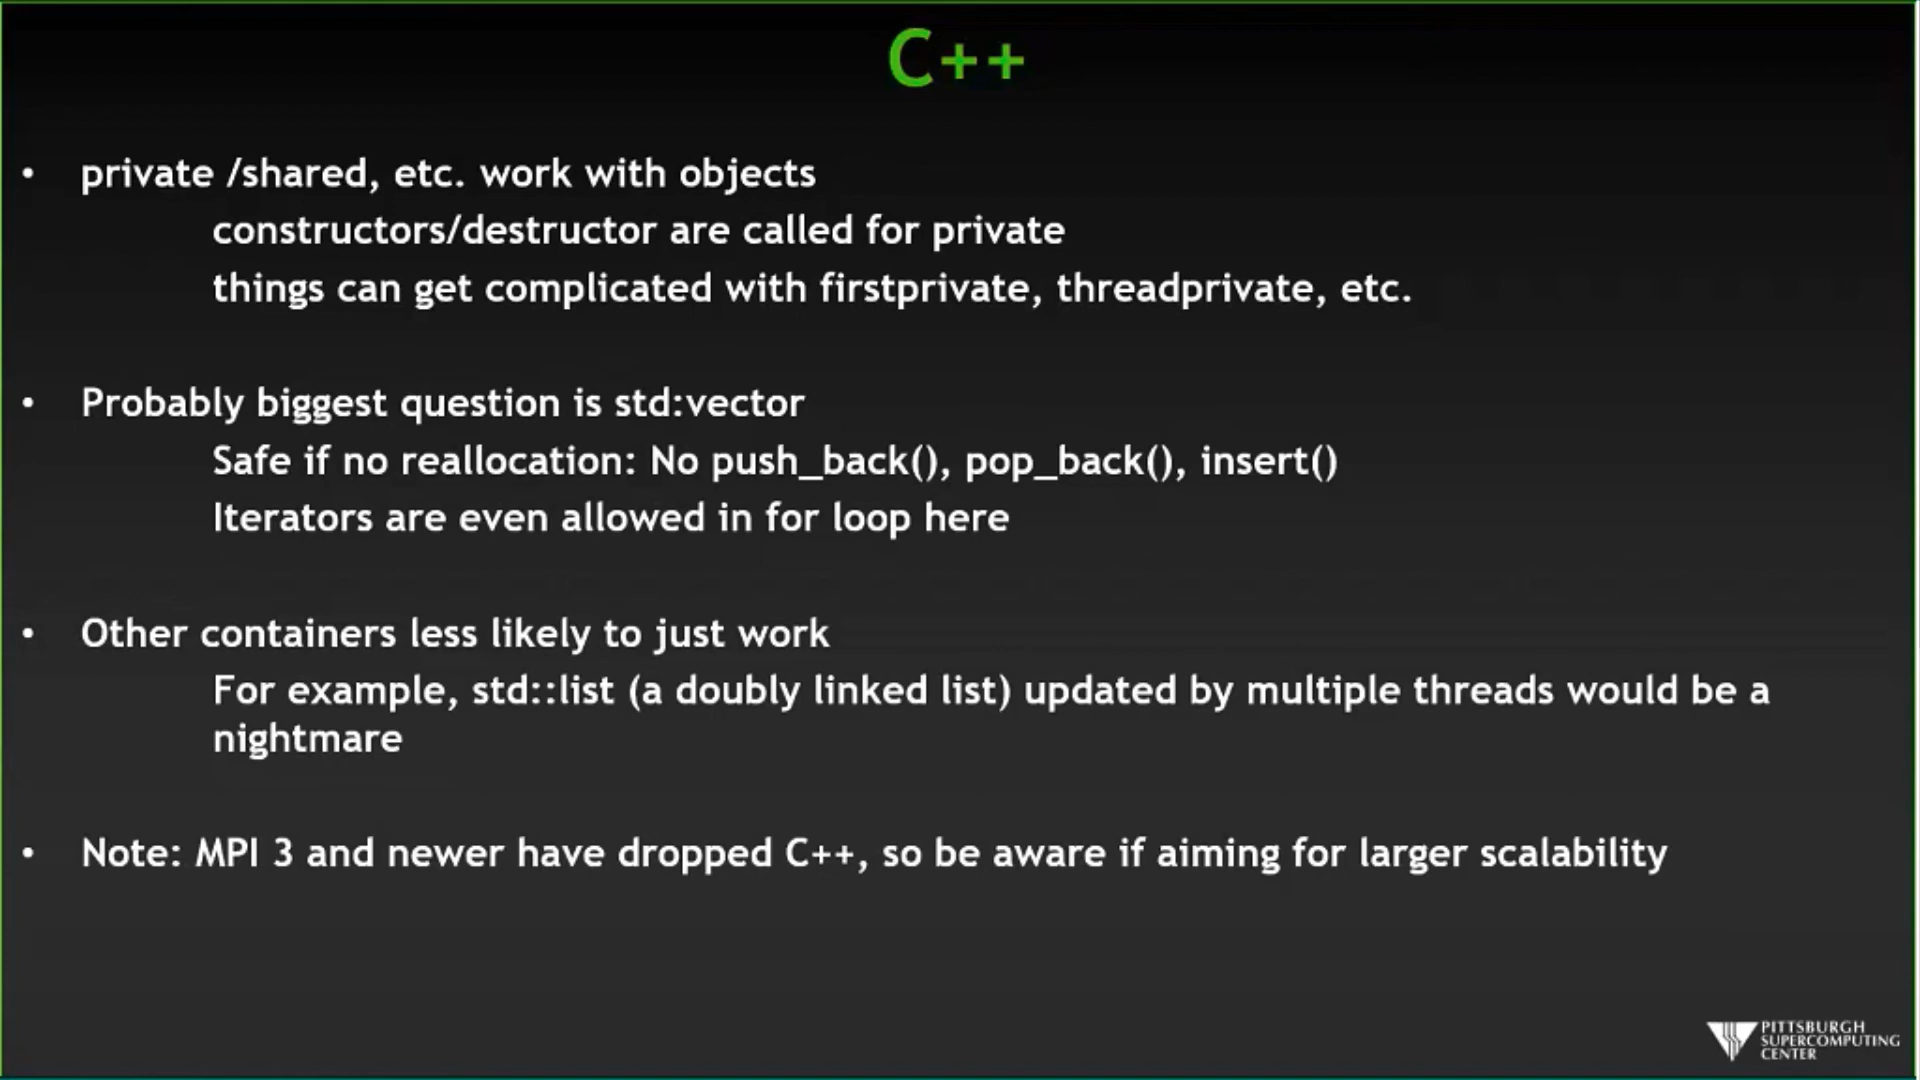 C++
• private /shared, etc. work with objects
constructors/destructor are called for private
things can get complicated with firstprivate, threadprivate, etc.
• Probably biggest question is std:vector
Safe if no reallocation: No push_back(), pop_back(), insert()
Iterators are even allowed in for loop here
• Other containers less likely to just work
For example, std::list (a doubly linked list) updated by multiple threads would be a
nightmare
• Note: MPI 3 and newer have dropped C++, so be aware if aiming for larger scalability
PITTSBURGH
SUPERCOMPUTING
CENTER